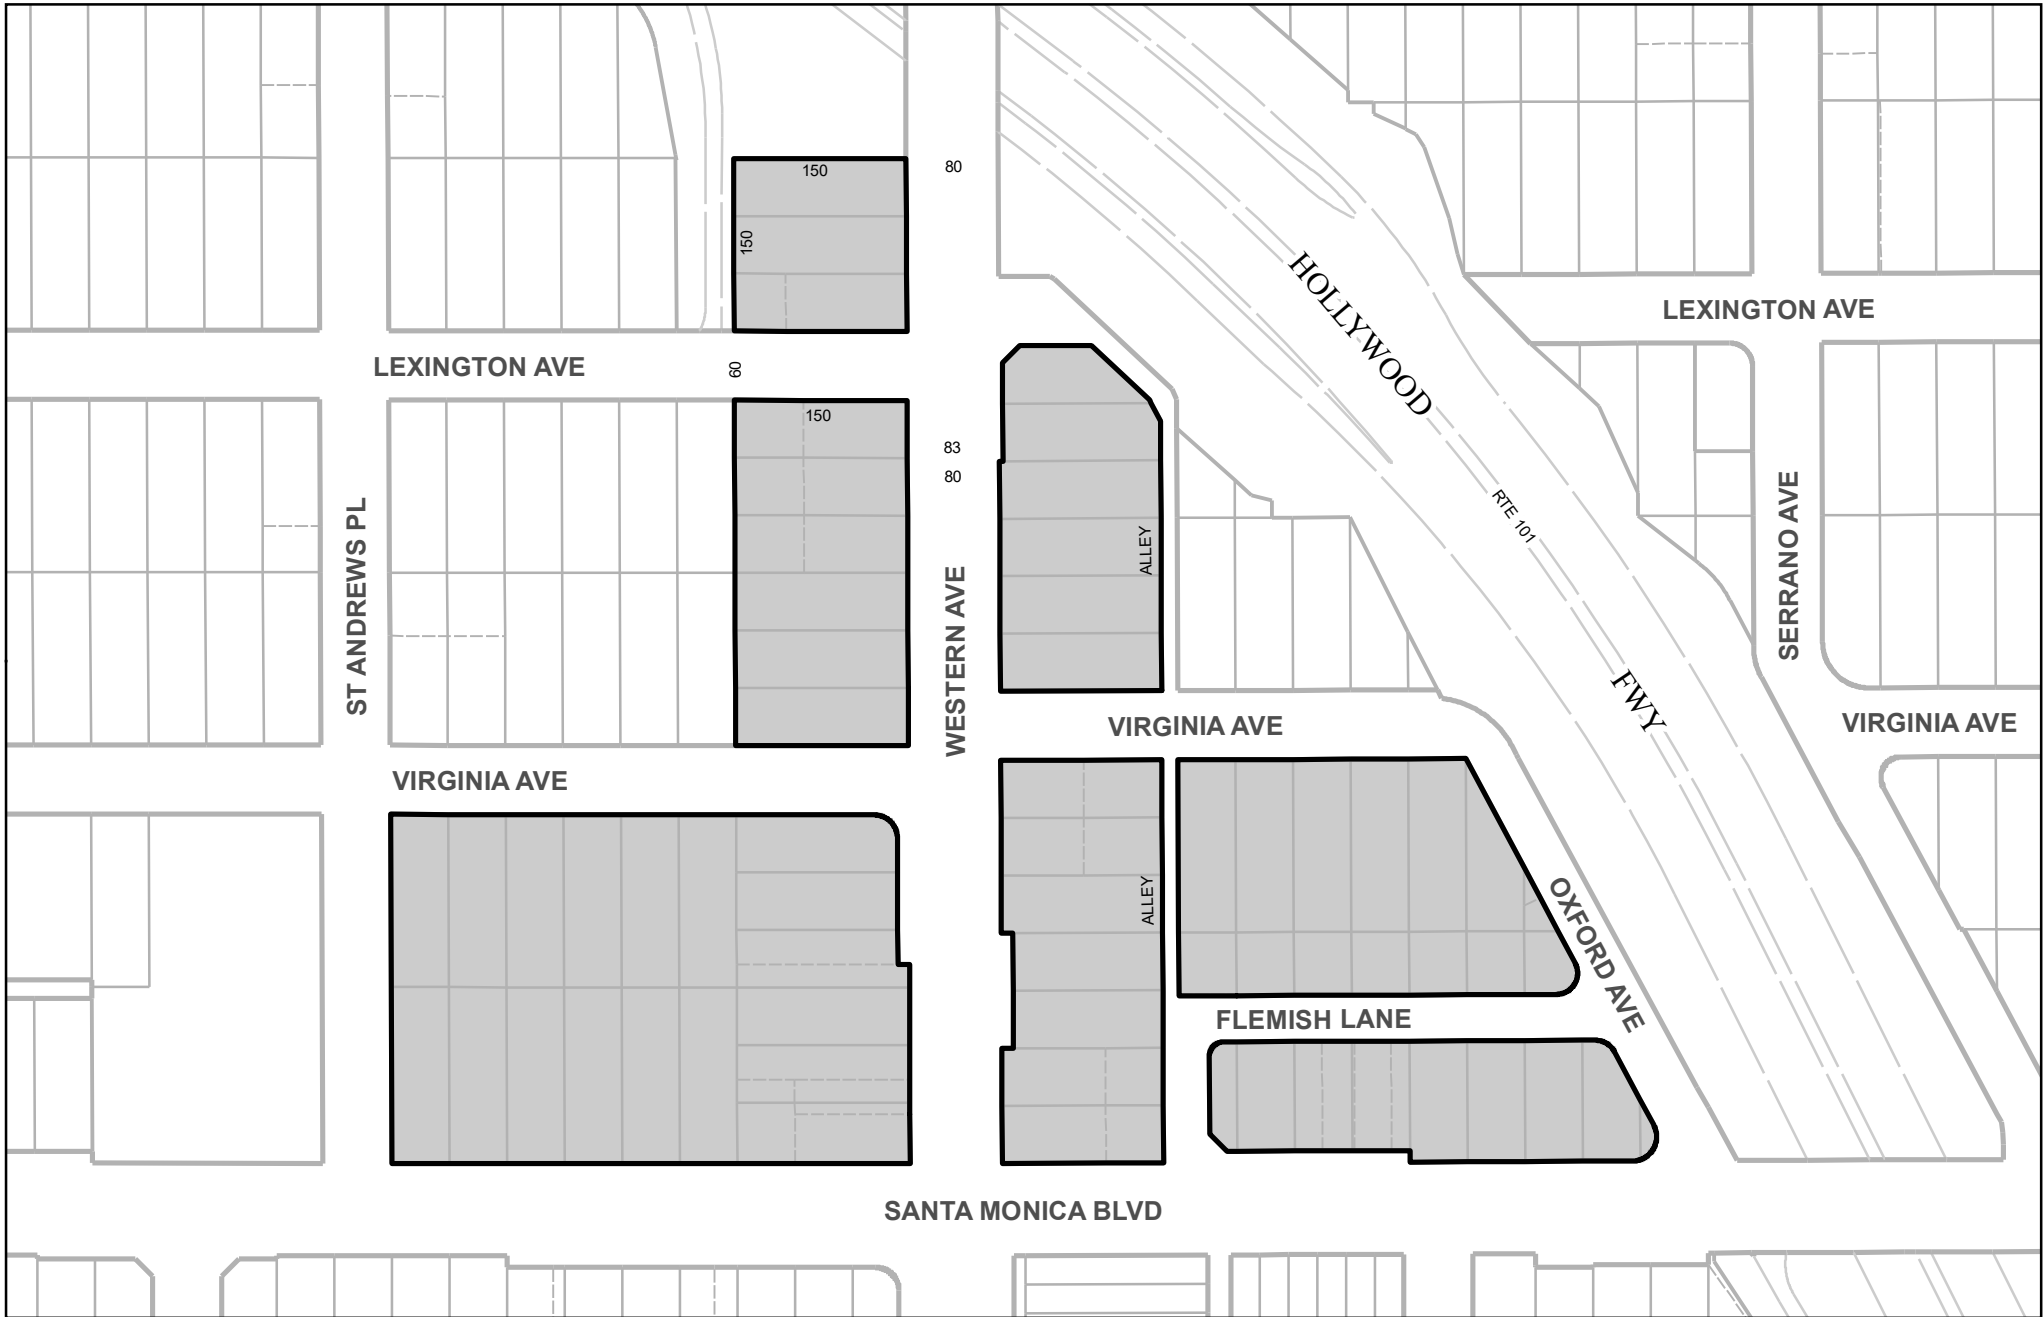 150
80
150
HOLLYWOOD
LEXINGTON AVE
LEXINGTON AVE
60
150
83
80
RTE 101
ST ANDREWS PL
ALLEY
SERRANO AVE
WESTERN AVE
FWY
VIRGINIA AVE
VIRGINIA AVE
VIRGINIA AVE
ALLEY
OXFORD AVE
FLEMISH LANE
SANTA MONICA BLVD